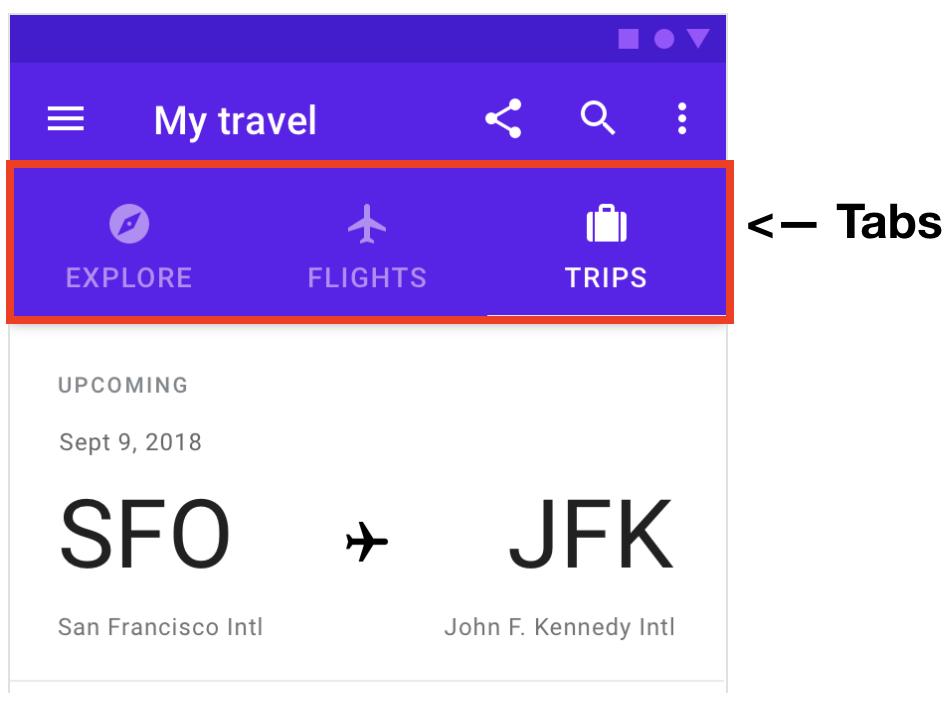 My travel
EXPLORE FLIGHTS TRIPS
<— Tabs
UPCOMING
Sept 9, 2018
SFO JFK
San Francisco Intl John F. Kennedy Intl